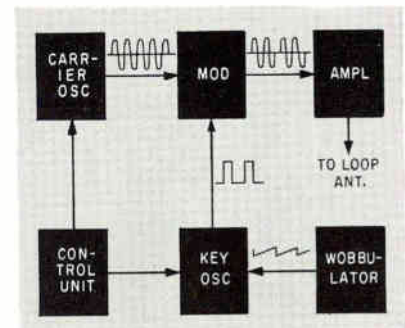 CARR-
IER
OSC
MOD
AMPL
TO LOOP
ANT.
CON-
TROL
UNIT
KEY
OSC
WOBBU-
LATOR